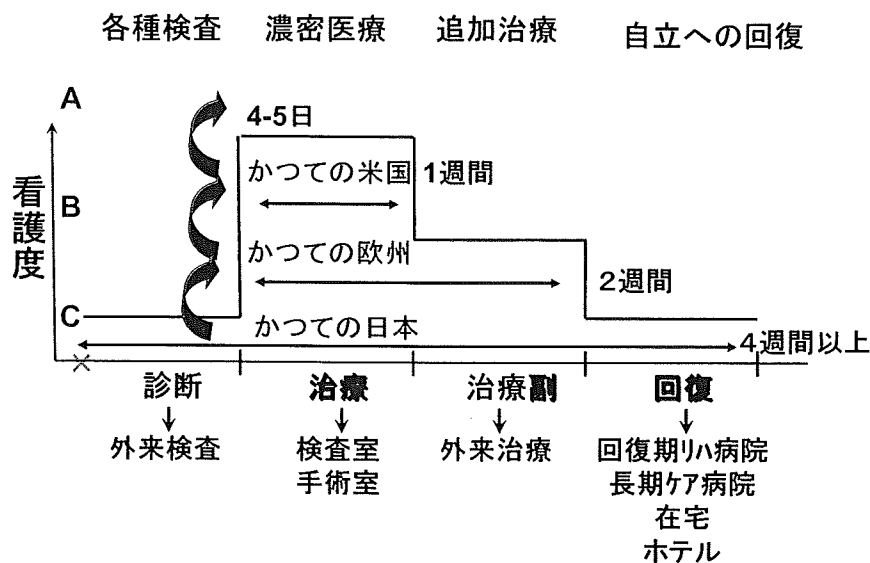 各種検査 濃密医療 追加治療 自立への回復
A
4-5日
かつての米国 1週間
B
看護度
かつての欧州
2週間
C
かつての日本
4週間以上
診断 治療 治療副 回復
外来検査 検査室 外来治療 回復期リハ病院
手術室 長期ケア病院
在宅
ホテル